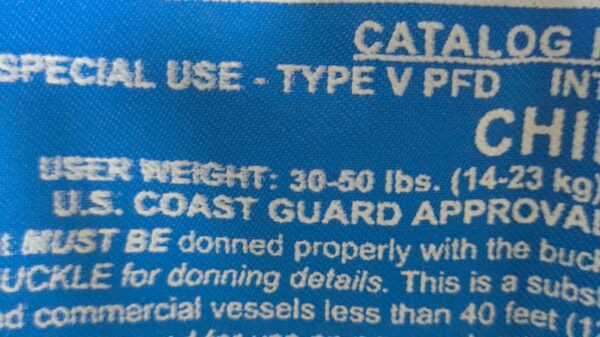 CATALOG
SPECIAL USE - TYPE V PFD INT
CHI
USER WEIGHT: 30-50 lbs. (14-23 kg)
U.S. COAST GUARD APPROVA
MUST BE donned properly with the buc
UCKLE for donning details. This is a subst
ed commercial vessels less than 40 feet (1